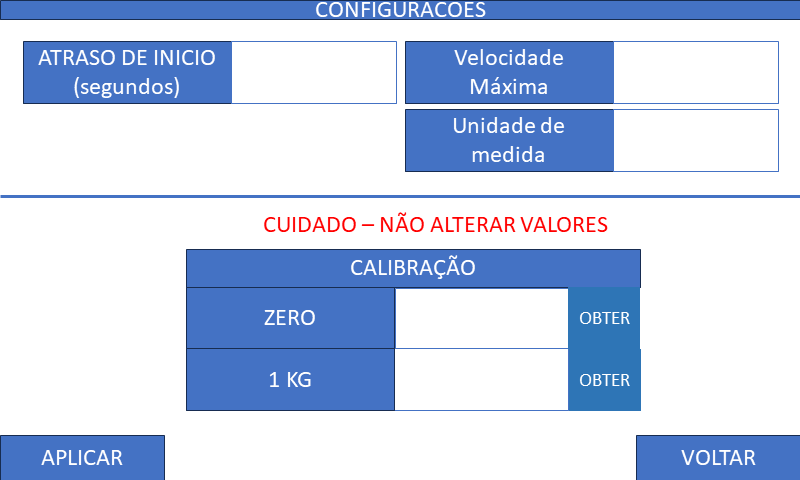 CONFIGURACOES
ATRASO DE INICIO
(segundos)
Velocidade
Máxima
Unidade de
medida
CUIDADO – NÃO ALTERAR VALORES
CALIBRAÇÃO
ZERO
OBTER
1 KG
OBTER
APLICAR
VOLTAR